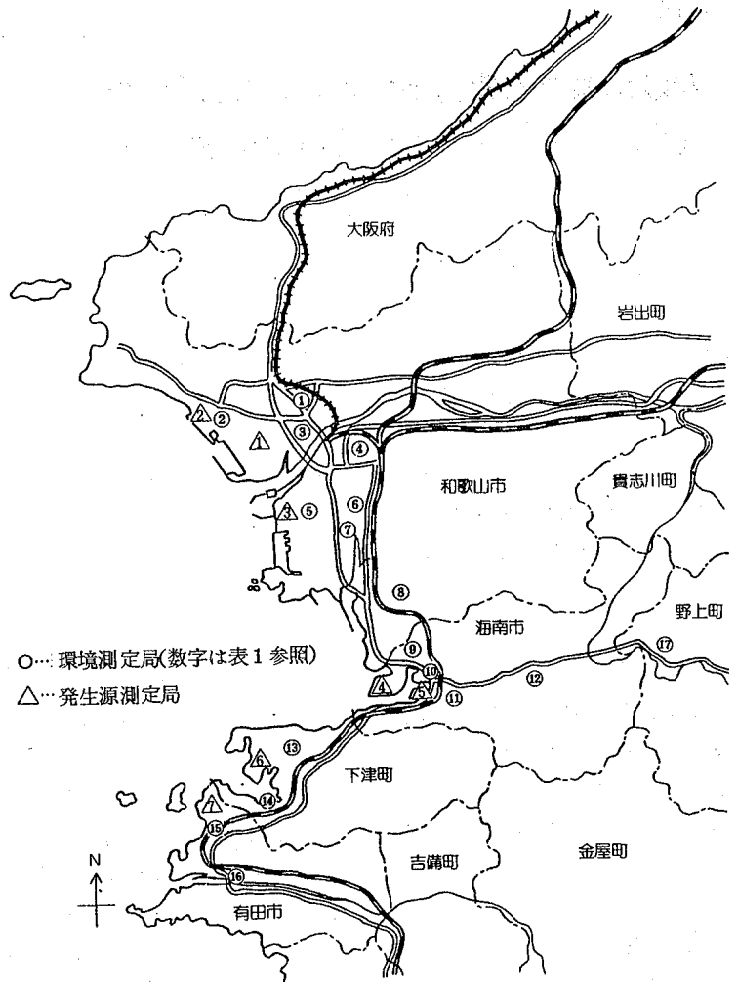 大阪府
岩出町
①
② ② ①
③
④
和歌山市
貴志川町
③ ⑤
⑥
⑦
⑧
海南市
野上町
○… 環境測定局(数字は表1参照)
△… 発生源測定局
⑨
⑩
⑰
4 5
⑪
⑫
⑬
6
下津町
⑭
7
⑮
吉備町
金屋町
N
⑯
有田市